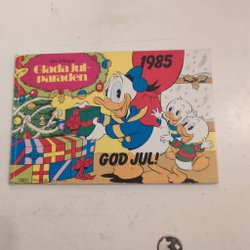 Walt Disney's
Glada jul-
paraden
1985
GOD JUL!